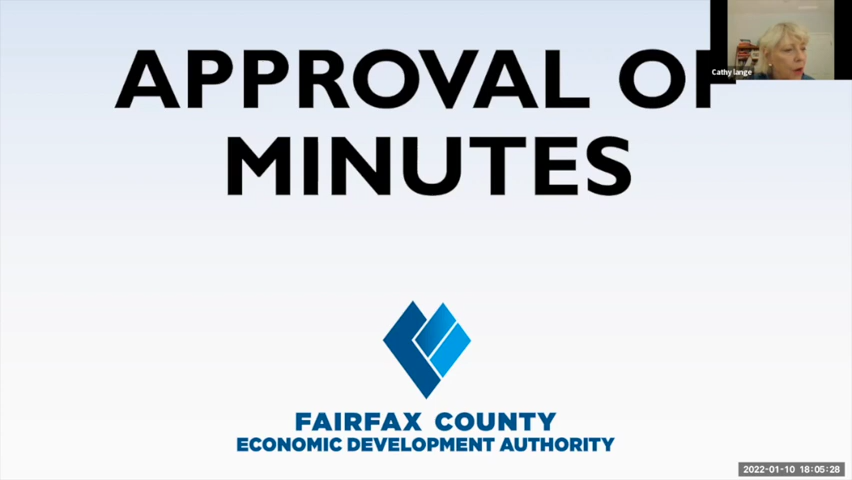 APPROVAL OF
MINUTES
Cathy lange
FAIRFAX COUNTY
ECONOMIC DEVELOPMENT AUTHORITY
2022-01-10 18:05:28